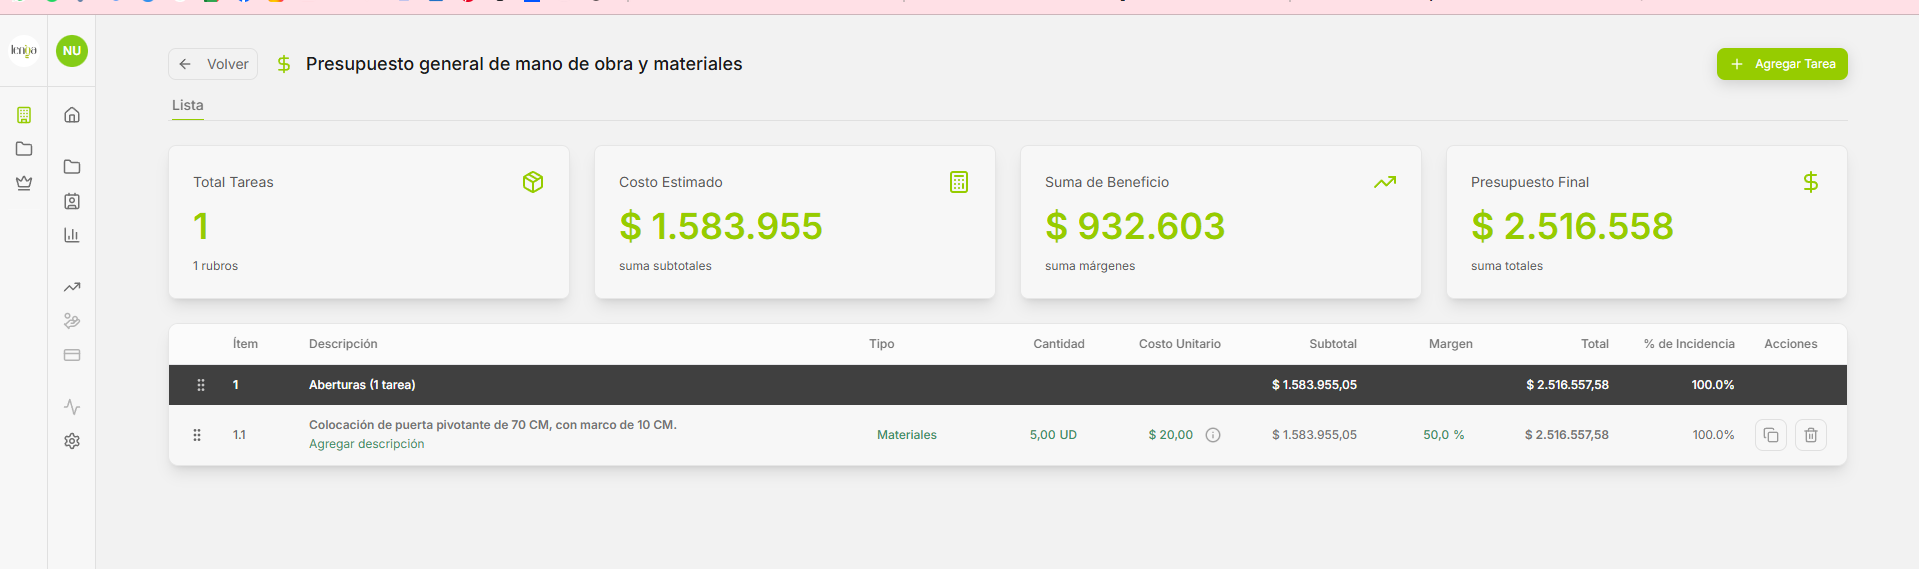 lenga
NU
Volver
Presupuesto general de mano de obra y materiales
Agregar Tarea
Lista
Total Tareas
1
1 rubros
Costo Estimado
$ 1.583.955
suma subtotales
Suma de Beneficio
$ 932.603
suma márgenes
Presupuesto Final
$ 2.516.558
suma totales
Ítem Descripción Tipo Cantidad Costo Unitario Subtotal Margen Total % de Incidencia Acciones
1 Aberturas (1 tarea) $ 1.583.955,05 $ 2.516.557,58 100.0%
1.1 Colocación de puerta pivotante de 70 CM, con marco de 10 CM. Materiales 5,00 UD $ 20,00 $ 1.583.955,05 50,0 % $ 2.516.557,58 100.0%
Agregar descripción